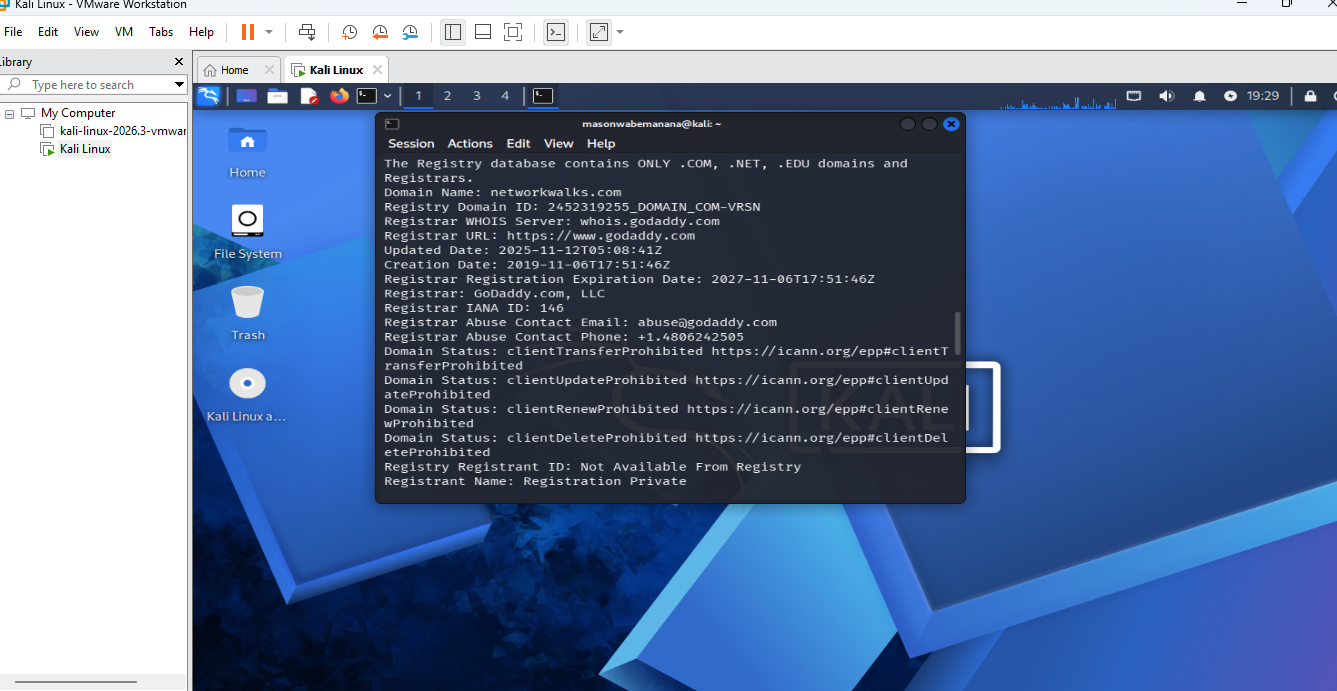 Kali Linux - VMware Workstation
File Edit View VM Tabs Help
Library
Type here to search
My Computer
kali-linux-2026.3-vmwar
Kali Linux
Home
Kali Linux
1 2 3 4
19:29
Home
File System
Trash
Kali Linux a...
masonwabemanana@kali: ~
Session Actions Edit View Help
The Registry database contains ONLY .COM, .NET, .EDU domains and
Registrars.
Domain Name: networkwalks.com
Registry Domain ID: 2452319255_DOMAIN_COM-VRSN
Registrar WHOIS Server: whois.godaddy.com
Registrar URL: https://www.godaddy.com
Updated Date: 2025-11-12T05:08:41Z
Creation Date: 2019-11-06T17:51:46Z
Registrar Registration Expiration Date: 2027-11-06T17:51:46Z
Registrar: GoDaddy.com, LLC
Registrar IANA ID: 146
Registrar Abuse Contact Email: abuse@godaddy.com
Registrar Abuse Contact Phone: +1.4806242505
Domain Status: clientTransferProhibited https://icann.org/epp#clientT
ransferProhibited
Domain Status: clientUpdateProhibited https://icann.org/epp#clientUpd
ateProhibited
Domain Status: clientRenewProhibited https://icann.org/epp#clientRene
wProhibited
Domain Status: clientDeleteProhibited https://icann.org/epp#clientDel
eteProhibited
Registry Registrant ID: Not Available From Registry
Registrant Name: Registration Private
KALI